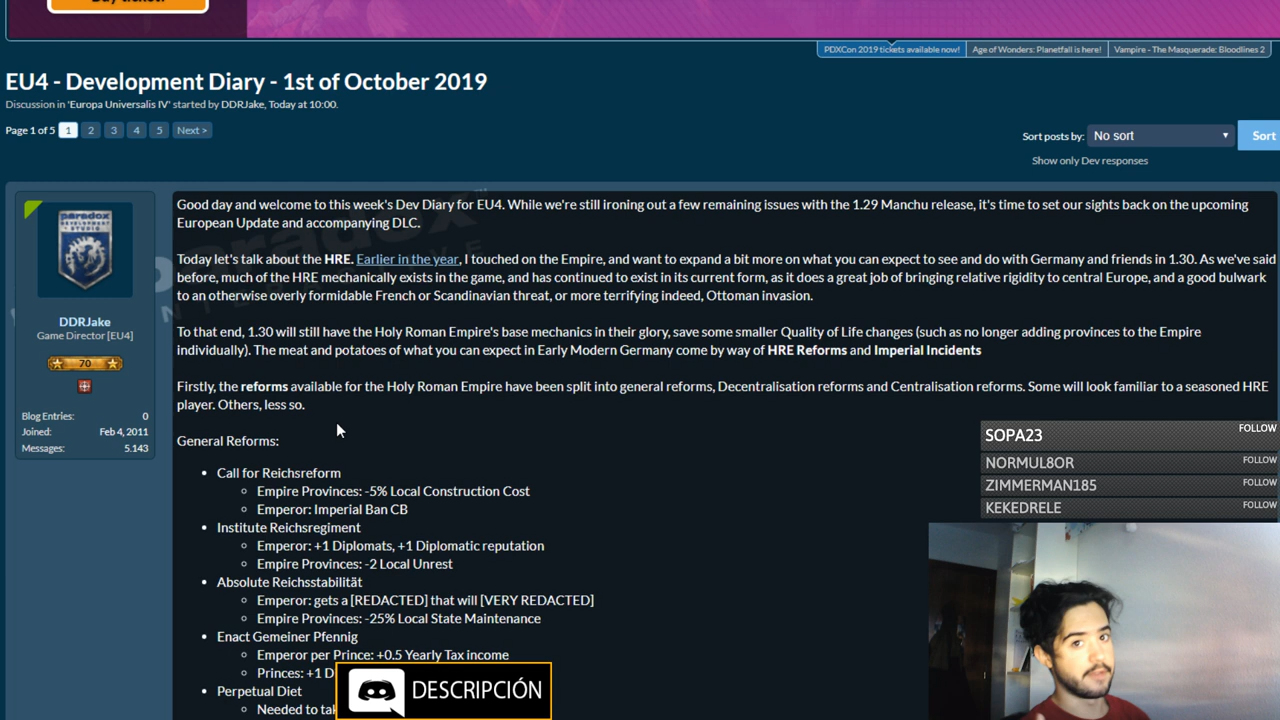 PDXCon 2019 tickets available now!
Age of Wonders: Planetfall is here!
Vampire - The Masquerade: Bloodlines 2
EU4 - Development Diary - 1st of October 2019
Discussion in 'Europa Universalis IV' started by DDRJake, Today at 10:00.
Page 1 of 5 1 2 3 4 5 Next >
Sort posts by: No sort Sort
Show only Dev responses
paradox
DEVELOPMENT
STUDIO
DDRJake
Game Director [EU4]
70
Blog Entries: 0
Joined: Feb 4, 2011
Messages: 5.143
Good day and welcome to this week's Dev Diary for EU4. While we're still ironing out a few remaining issues with the 1.29 Manchu release, it's time to set our sights back on the upcoming
European Update and accompanying DLC.
Today let's talk about the HRE. Earlier in the year, I touched on the Empire, and want to expand a bit more on what you can expect to see and do with Germany and friends in 1.30. As we've said
before, much of the HRE mechanically exists in the game, and has continued to exist in its current form, as it does a great job of bringing relative rigidity to central Europe, and a good bulwark
to an otherwise overly formidable French or Scandinavian threat, or more terrifying indeed, Ottoman invasion.
To that end, 1.30 will still have the Holy Roman Empire's base mechanics in their glory, save some smaller Quality of Life changes (such as no longer adding provinces to the Empire
individually). The meat and potatoes of what you can expect in Early Modern Germany come by way of HRE Reforms and Imperial Incidents
Firstly, the reforms available for the Holy Roman Empire have been split into general reforms, Decentralisation reforms and Centralisation reforms. Some will look familiar to a seasoned HRE
player. Others, less so.
General Reforms:
Call for Reichsreform
Empire Provinces: -5% Local Construction Cost
Emperor: Imperial Ban CB
Institute Reichsregiment
Emperor: +1 Diplomats, +1 Diplomatic reputation
Empire Provinces: -2 Local Unrest
Absolute Reichsstabilität
Emperor: gets a [REDACTED] that will [VERY REDACTED]
Empire Provinces: -25% Local State Maintenance
Enact Gemeiner Pfennig
Emperor per Prince: +0.5 Yearly Tax income
Princes: +1 D
Perpetual Diet
Needed to tak
SOPA23 FOLLOW
NORMUL8OR FOLLOW
ZIMMERMAN185 FOLLOW
KEKEDRELE FOLLOW
DESCRIPCIÓN